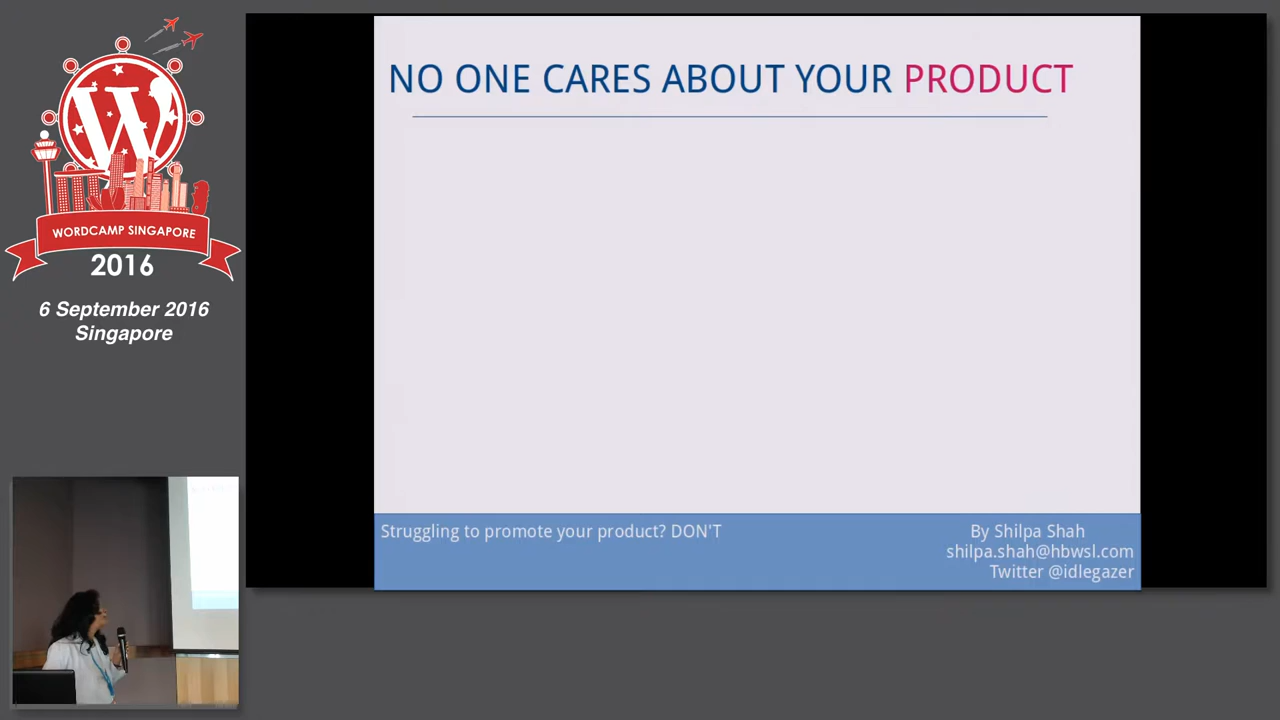 WORDCAMP SINGAPORE
2016
6 September 2016
Singapore
NO ONE CARES ABOUT YOUR PRODUCT
Struggling to promote your product? DON'T
By Shilpa Shah
shilpa.shah@hbwsl.com
Twitter @idlegazer